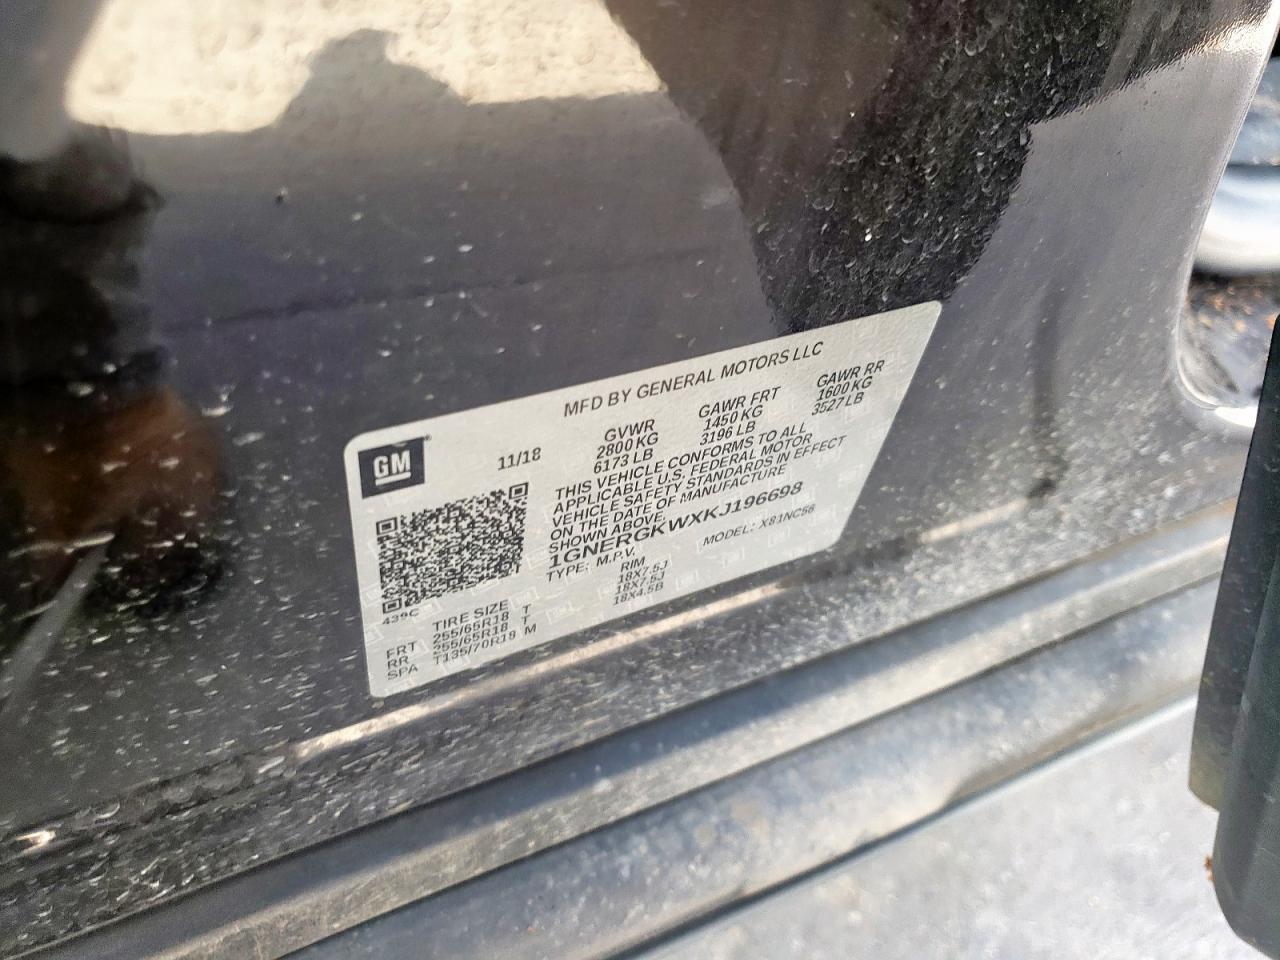 MFD BY GENERAL MOTORS LLC
GM 11/18
GVWR GAWR FRT GAWR RR
2800 KG 1450 KG 1600 KG
6173 LB 3196 LB 3527 LB
THIS VEHICLE CONFORMS TO ALL
APPLICABLE U.S. FEDERAL MOTOR
VEHICLE SAFETY STANDARDS IN EFFECT
ON THE DATE OF MANUFACTURE
SHOWN ABOVE.
1GNERGKWXKJ196698
TYPE: M.P.V. MODEL: X81NC56
439C
TIRE SIZE RIM
FRT 255/65R18 T 18X7.5J
RR 255/65R18 T 18X7.5J
SPA T135/70R18 M 18X4.5B